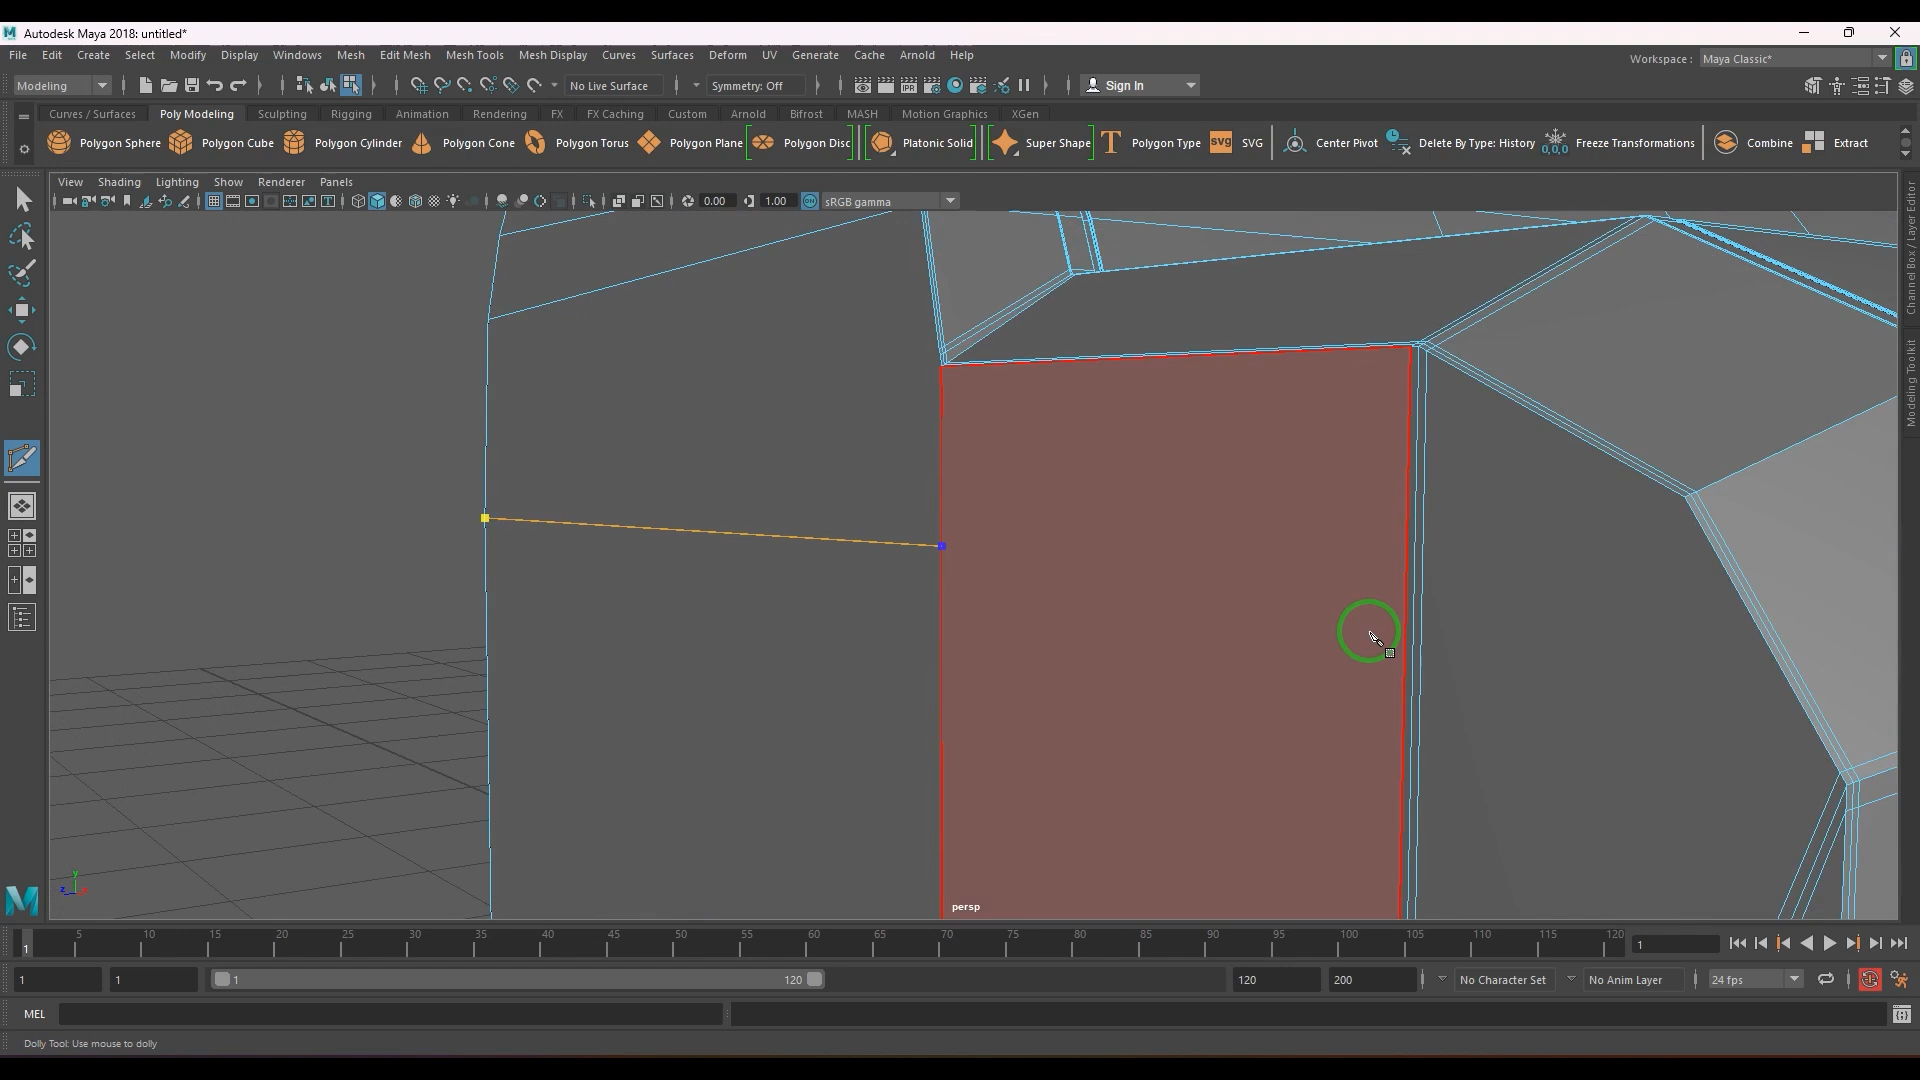 Autodesk Maya 2018: untitled*
File Edit Create Select Modify Display Windows Mesh Edit Mesh Mesh Tools Mesh Display Curves Surfaces Deform UV Generate Cache Arnold Help
Workspace : Maya Classic*
Modeling No Live Surface Symmetry: Off IPR Sign In
Curves / Surfaces Poly Modeling Sculpting Rigging Animation Rendering FX FX Caching Custom Arnold Bifrost MASH Motion Graphics XGen
Polygon Sphere Polygon Cube Polygon Cylinder Polygon Cone Polygon Torus Polygon Plane Polygon Disc Platonic Solid Super Shape T Polygon Type SVG SVG Center Pivot Delete By Type: History 0,0,0 Freeze Transformations Combine Extract
View Shading Lighting Show Renderer Panels
0.00 1.00 ON sRGB gamma
Channel Box / Layer Editor
Modeling Toolkit
y
z x
persp
5 10 15 20 25 30 35 40 45 50 55 60 65 70 75 80 85 90 95 100 105 110 115 120
1 1
1 1 1 120 120 200 No Character Set No Anim Layer 24 fps
MEL
Dolly Tool: Use mouse to dolly